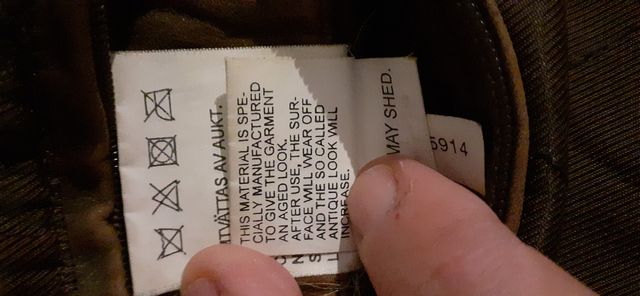 THIS MATERIAL IS SPE-
CIALLY MANUFACTURED
TO GIVE THE GARMENT
AN AGED LOOK.
AFTER USE, THE SUR-
FACE WILL WEAR OFF
AND THE SO CALLED
ANTIQUE LOOK WILL
INCREASE.
TVÄTTAS AV AUKT.
MAY SHED.
5914